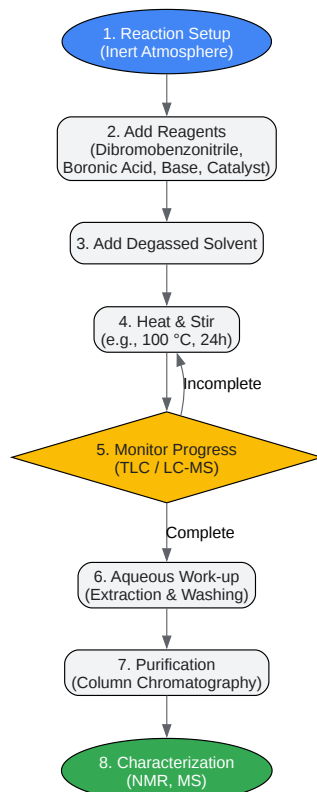 1. Reaction Setup
(Inert Atmosphere)
2. Add Reagents
(Dibromobenzonitrile,
Boronic Acid, Base, Catalyst)
3. Add Degassed Solvent
4. Heat & Stir
(e.g., 100 °C, 24h)
Incomplete
5. Monitor Progress
(TLC / LC-MS)
Complete
6. Aqueous Work-up
(Extraction & Washing)
7. Purification
(Column Chromatography)
8. Characterization
(NMR, MS)